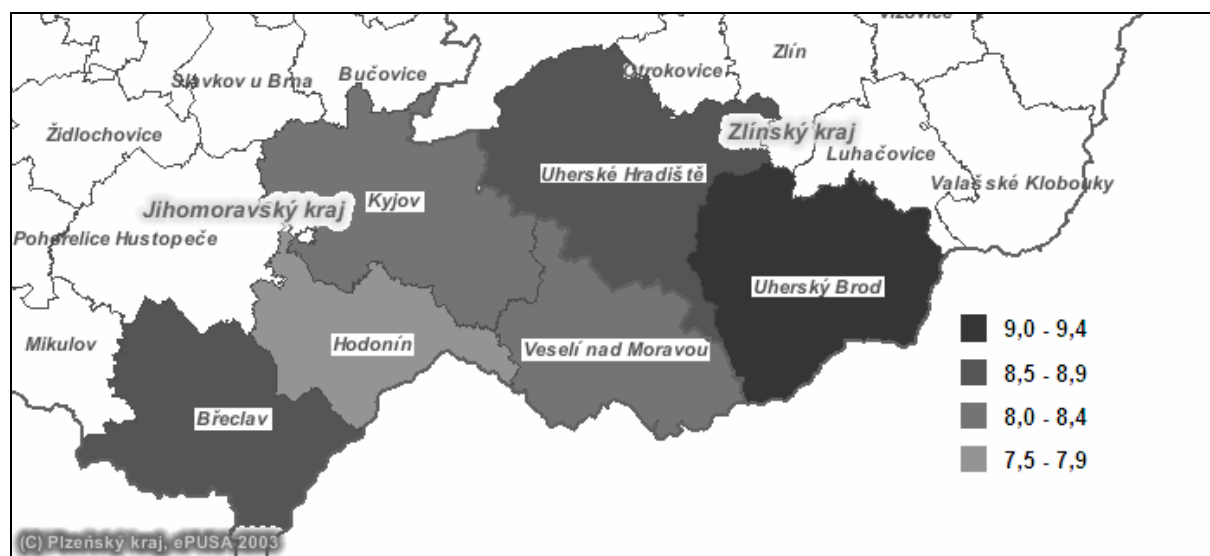 Vizovice
Zlín
Otrokovice
Bučovice
Slavkov u Brna
Židlochovice
Zlínský kraj
Luhačovice
Uherské Hradiště
Valašské Klobouky
Kyjov
Jihomoravský kraj
Pohořelice Hustopeče
Uherský Brod
Mikulov
Hodonín
Veselí nad Moravou
Břeclav
9,0 - 9,4
8,5 - 8,9
8,0 - 8,4
7,5 - 7,9
(C) Plzeňský kraj, ePUSA 2003